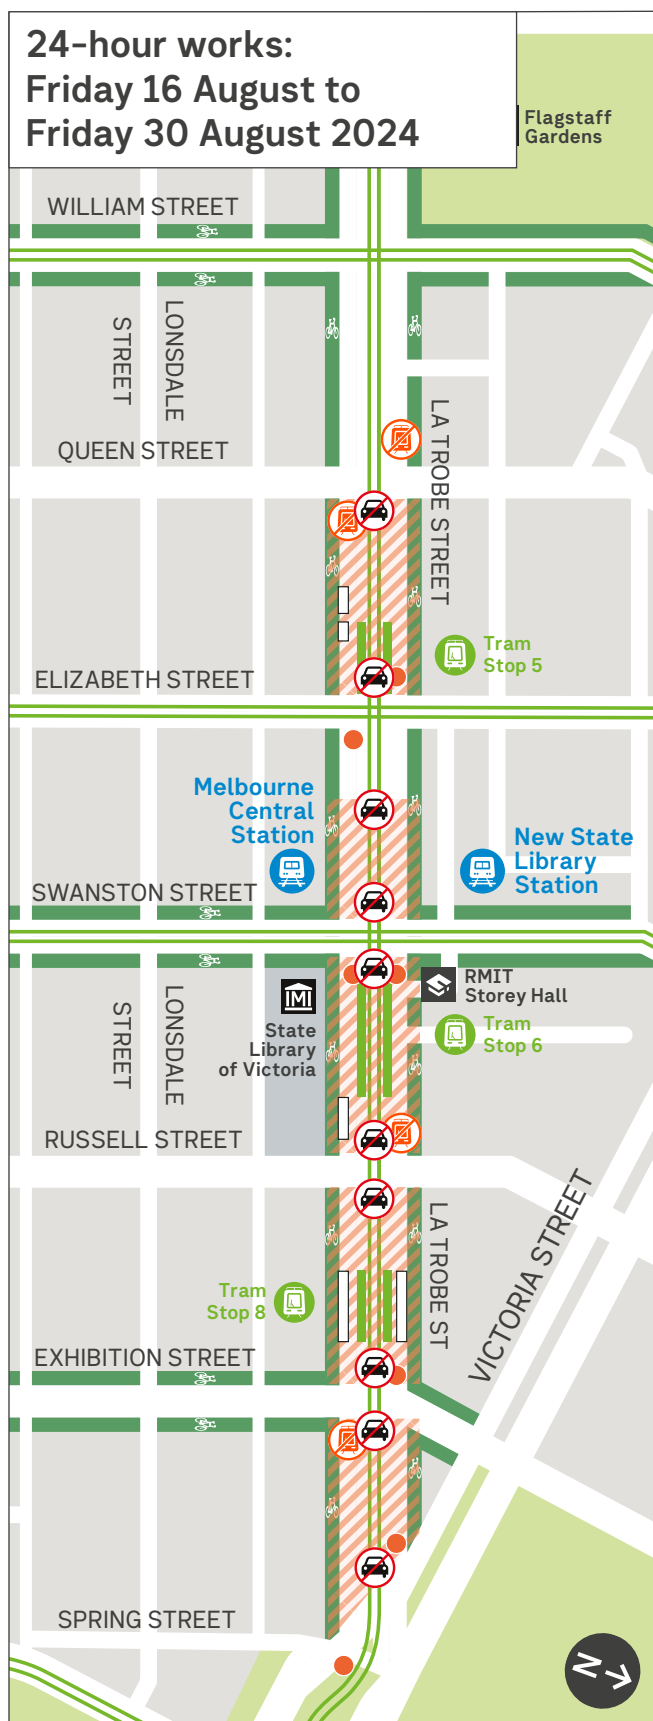 24-hour works:
Friday 16 August to
Friday 30 August 2024
Flagstaff
Gardens
WILLIAM STREET
LONSDALE
STREET
QUEEN STREET
LA TROBE STREET
Tram
Stop 5
ELIZABETH STREET
Melbourne
Central
Station
New State
Library
Station
SWANSTON STREET
RMIT
Storey Hall
State
Library
of Victoria
Tram
Stop 6
LONSDALE
STREET
RUSSELL STREET
LA TROBE ST
VICTORIA STREET
Tram
Stop 8
EXHIBITION STREET
SPRING STREET
N